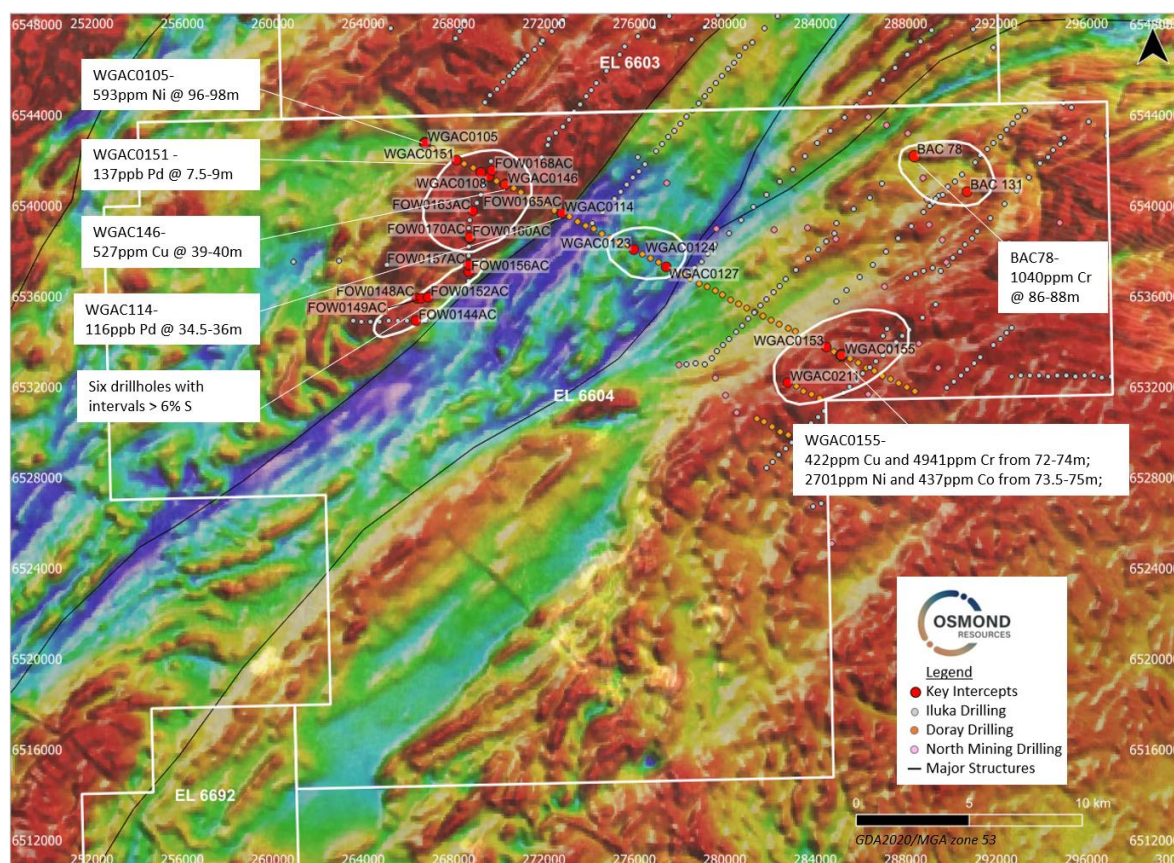 252000 256000 260000 264000 268000 272000 276000 280000 284000 288000 292000 296000
6548000
6548000
EL 6603
WGAC0105-
593ppm Ni @ 96-98m
6544000
6544000
WGAC0105
WGAC0151
FOW0168AC
WGAC0146
WGAC0108
BAC 78
BAC 131
WGAC0151 -
137ppb Pd @ 7.5-9m
6540000
6540000
FOW0163AC
FOW0165AC
WGAC0114
FOW0170AC
FOW0160AC
WGAC0123
WGAC0124
WGAC146-
527ppm Cu @ 39-40m
FOW0157AC
FOW0156AC
WGAC0127
BAC78-
1040ppm Cr
@ 86-88m
6536000
6536000
FOW0148AC
FOW0152AC
FOW0149AC
FOW0144AC
WGAC114-
116ppb Pd @ 34.5-36m
WGAC0153
WGAC0155
WGAC0211
6532000
6532000
Six drillholes with
intervals > 6% S
EL 6604
WGAC0155-
422ppm Cu and 4941ppm Cr from 72-74m;
2701ppm Ni and 437ppm Co from 73.5-75m;
6528000
6528000
6524000
6524000
6520000
6520000
6516000
6516000
EL 6692
6512000
OSMOND
RESOURCES
Legend
Key Intercepts
Iluka Drilling
Doray Drilling
North Mining Drilling
Major Structures
0 5 10 km
GDA2020/MGA zone 53
252000 256000 260000 264000 268000 272000 276000 280000 284000 288000 292000 296000